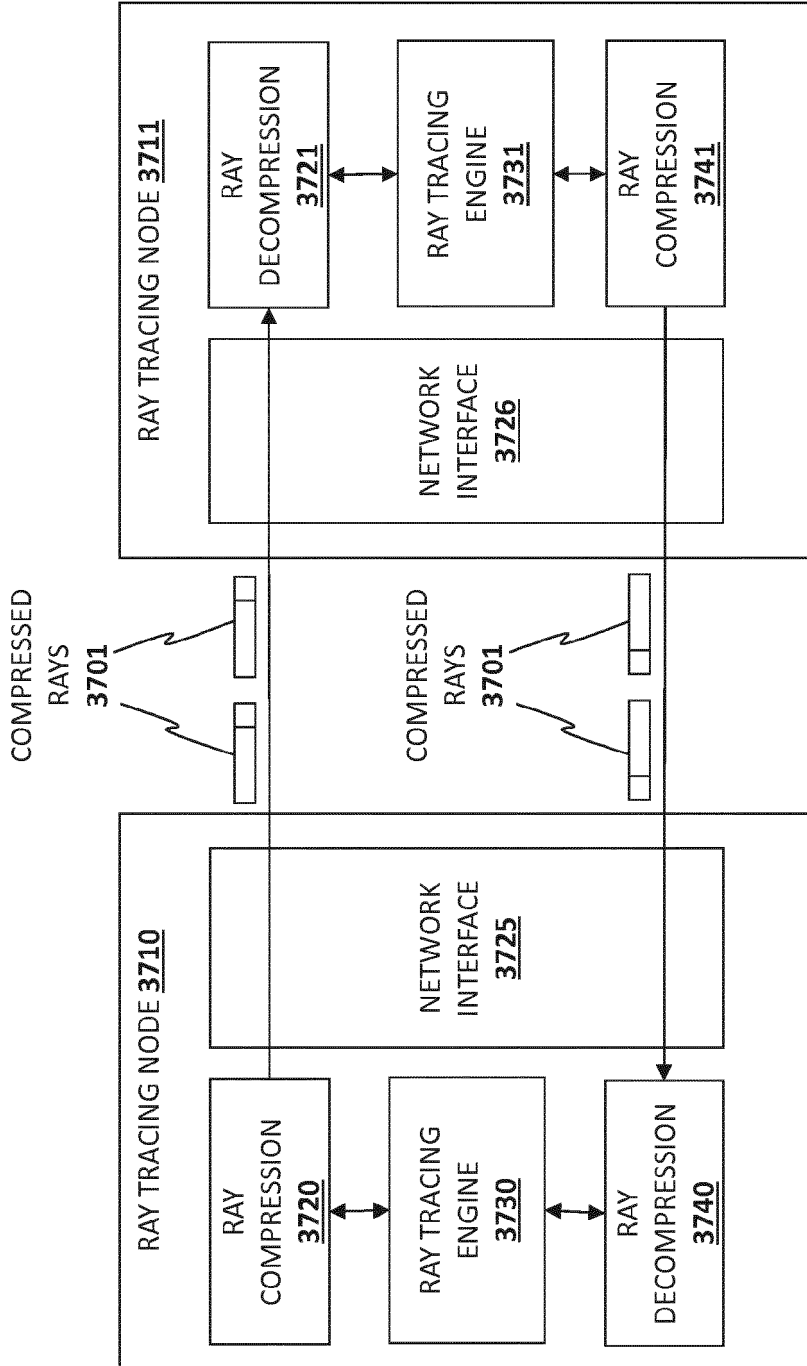 RAY TRACING NODE 3710
RAY
COMPRESSION
3720
RAY TRACING
ENGINE
3730
RAY
DECOMPRESSION
3740
NETWORK
INTERFACE
3725
COMPRESSED
RAYS
3701
COMPRESSED
RAYS
3701
RAY TRACING NODE 3711
NETWORK
INTERFACE
3726
RAY
DECOMPRESSION
3721
RAY TRACING
ENGINE
3731
RAY
COMPRESSION
3741